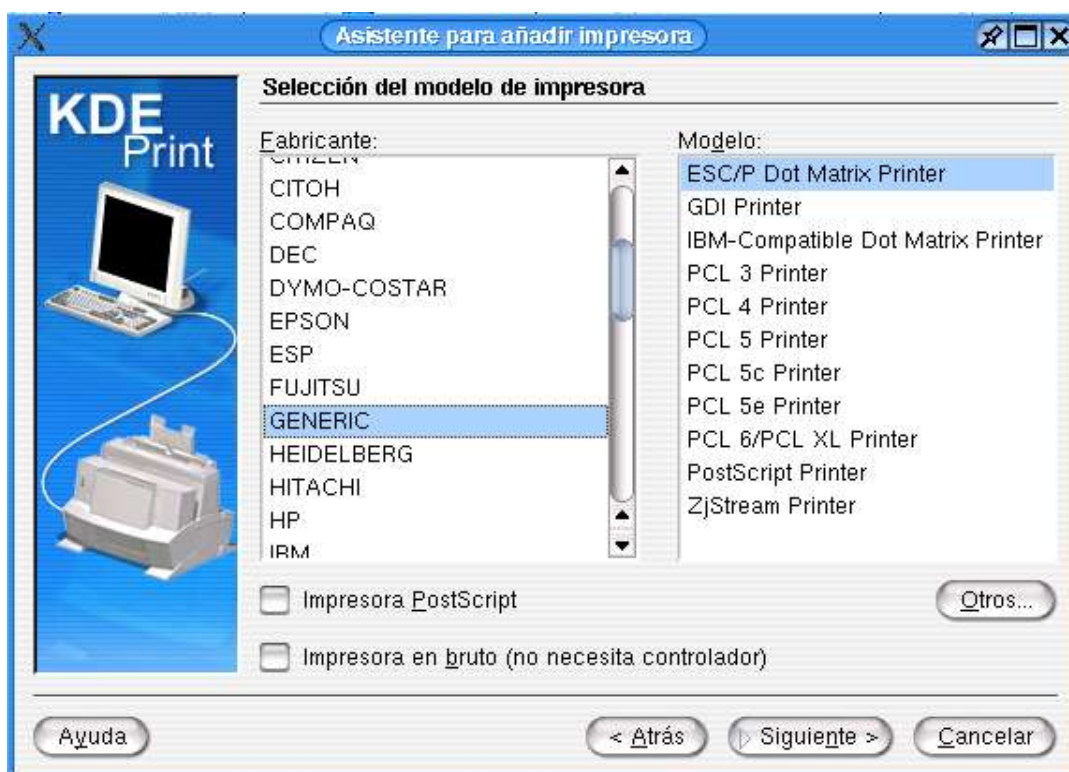 Asistente para añadir impresora
KDE
Print
Selección del modelo de impresora
Fabricante:
CITIZEN
CITOH
COMPAQ
DEC
DYMO-COSTAR
EPSON
ESP
FUJITSU
GENERIC
HEIDELBERG
HITACHI
HP
IBM
Modelo:
ESC/P Dot Matrix Printer
GDI Printer
IBM-Compatible Dot Matrix Printer
PCL 3 Printer
PCL 4 Printer
PCL 5 Printer
PCL 5c Printer
PCL 5e Printer
PCL 6/PCL XL Printer
PostScript Printer
ZjStream Printer
Impresora PostScript
Otros...
Impresora en bruto (no necesita controlador)
Ayuda
< Atrás
Siguiente >
Cancelar